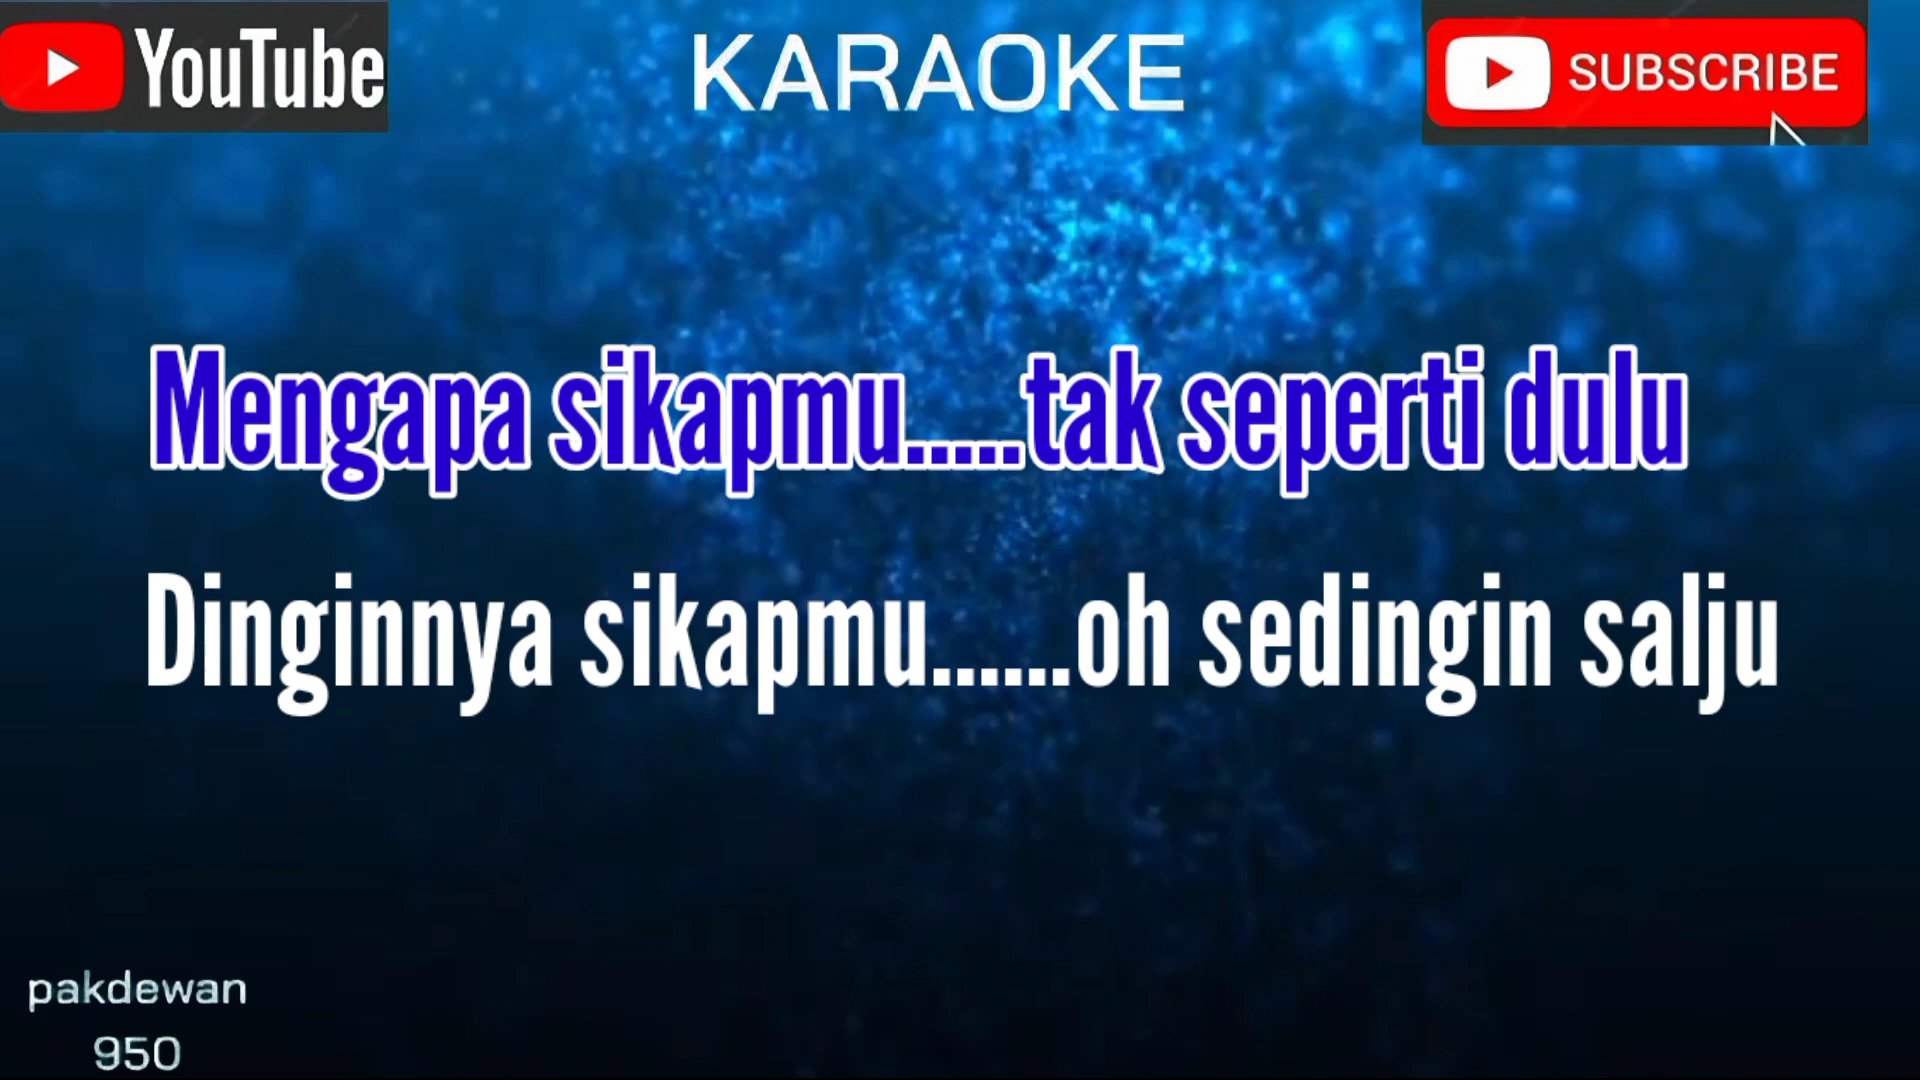 YouTube
KARAOKE
SUBSCRIBE
Mengapa sikapmu.....tak seperti dulu
Dinginnya sikapmu......oh sedingin salju
pakdewan
950